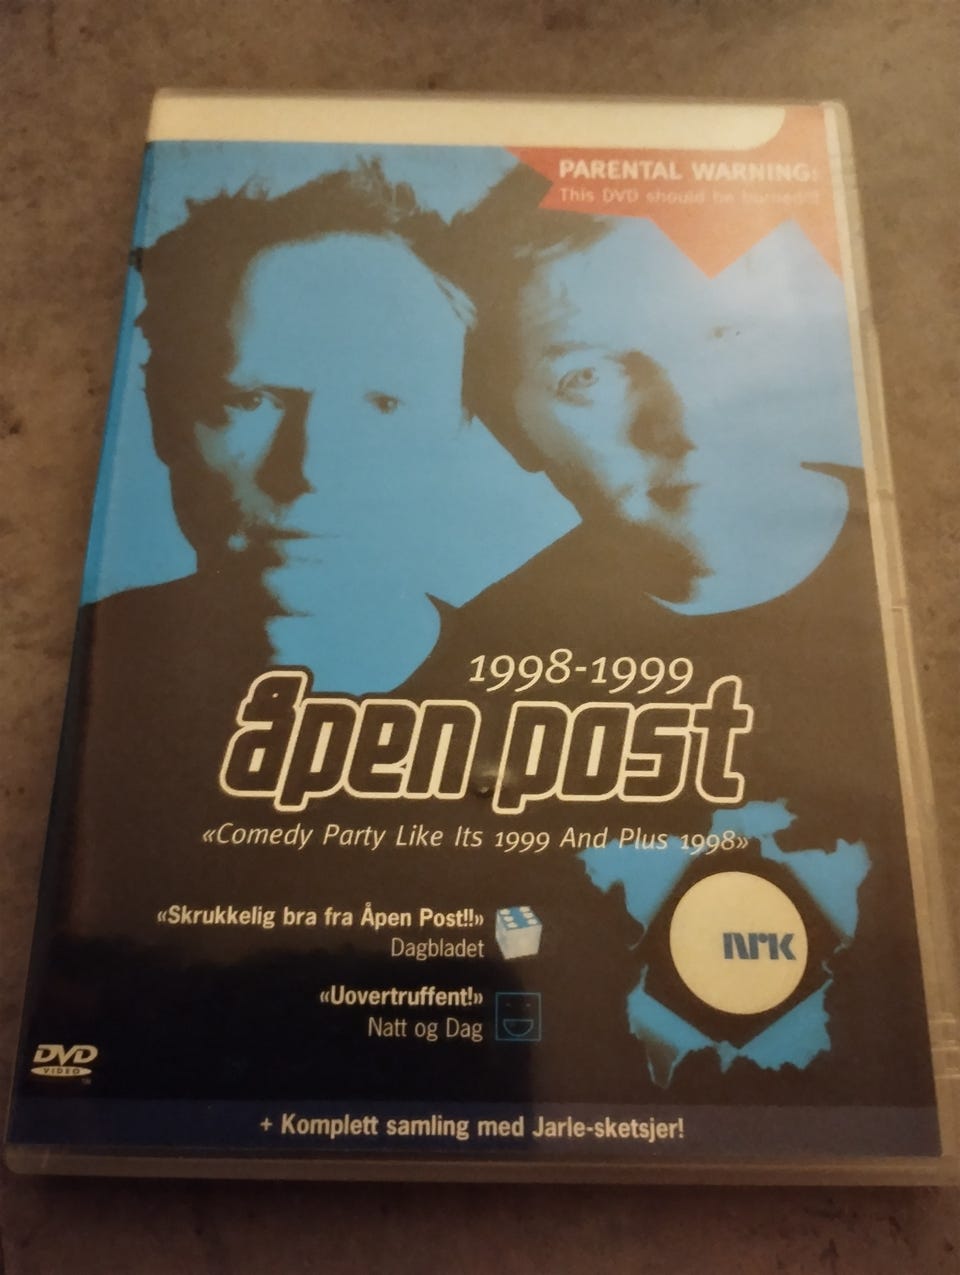 PARENTAL WARNING:
This DVD should be burned!!!
1998-1999
åpen post
«Comedy Party Like Its 1999 And Plus 1998»
«Skrukkelig bra fra Åpen Post!!»
Dagbladet
nrk
«Uovertruffent!»
Natt og Dag
DVD
VIDEO
+ Komplett samling med Jarle-sketsjer!